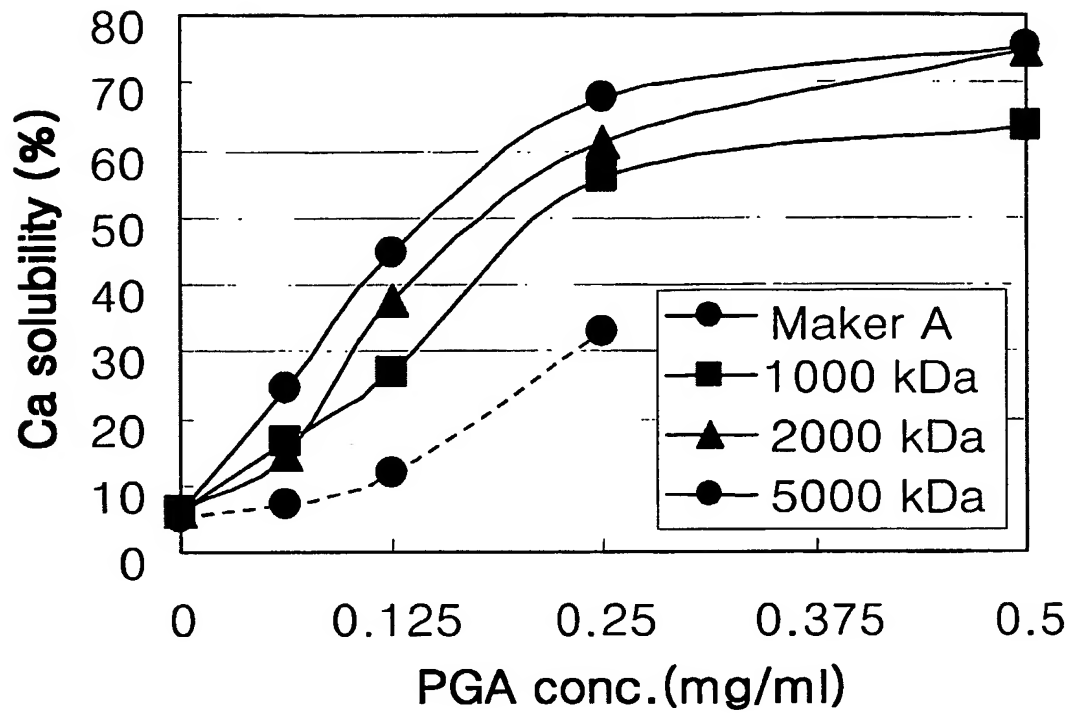 80
70
60
50
40
30
20
10
0
Ca solubility (%)
Maker A
1000 kDa
2000 kDa
5000 kDa
0 0.125 0.25 0.375 0.5
PGA conc.(mg/ml)